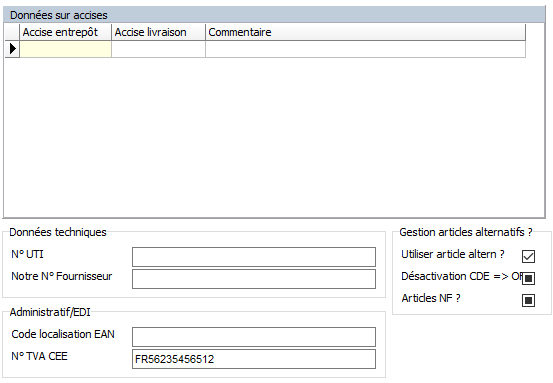 Données sur accises
Accise entrepôt Accise livraison Commentaire
Données techniques
N° UTI
Notre N° Fournisseur
Administratif/EDI
Code localisation EAN
N° TVA CEE FR56235456512
Gestion articles alternatifs ?
Utiliser article altern ?
Désactivation CDE => OF
Articles NF ?